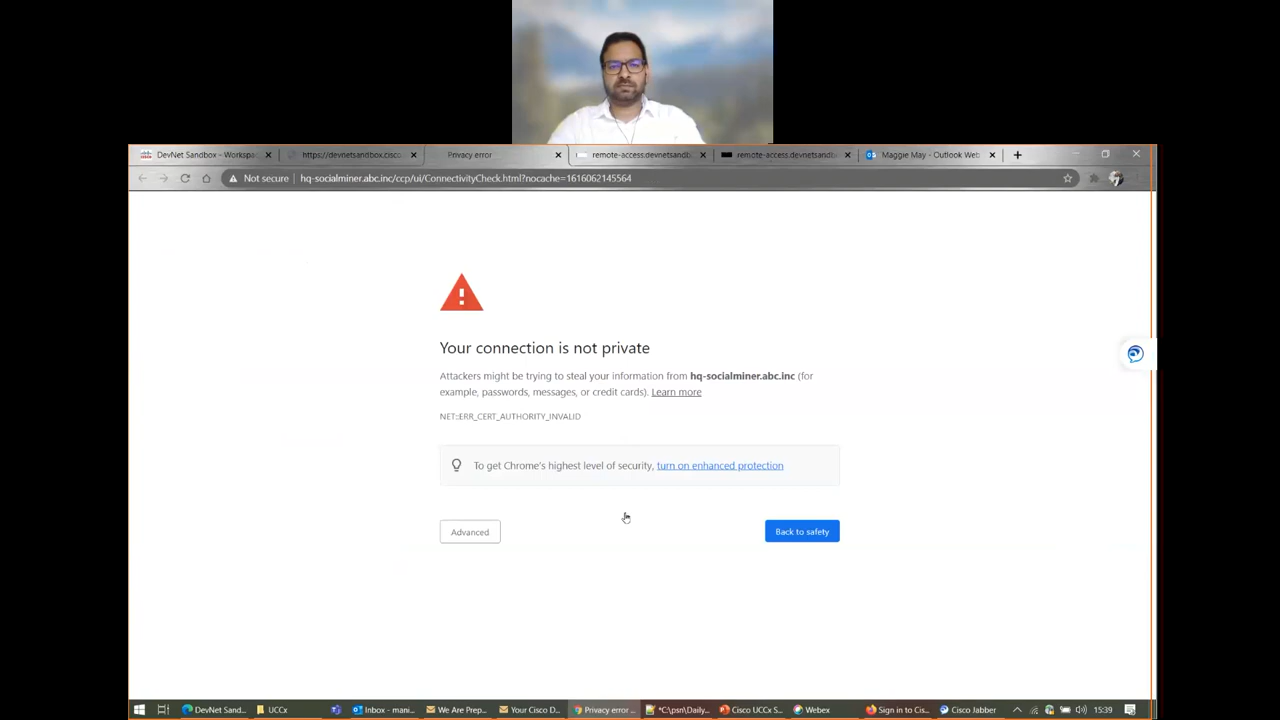 DevNet Sandbox - Workspa
https://devnetsandbox.cisco
Privacy error
remote-access.devnetsandb
remote-access.devnetsandb
Maggie May - Outlook Web
Not secure
hq-socialminer.abc.inc/ccp/ui/ConnectivityCheck.html?nocache=1616062145564
Your connection is not private
Attackers might be trying to steal your information from hq-socialminer.abc.inc (for
example, passwords, messages, or credit cards). Learn more
NET::ERR_CERT_AUTHORITY_INVALID
To get Chrome's highest level of security, turn on enhanced protection
Advanced
Back to safety
DevNet Sand...
UCCx
Inbox - mani...
We Are Prep...
Your Cisco D...
Privacy error ...
*C:\psn\Daily...
Cisco UCCx S...
Webex
Sign in to Cis...
Cisco Jabber
15:39